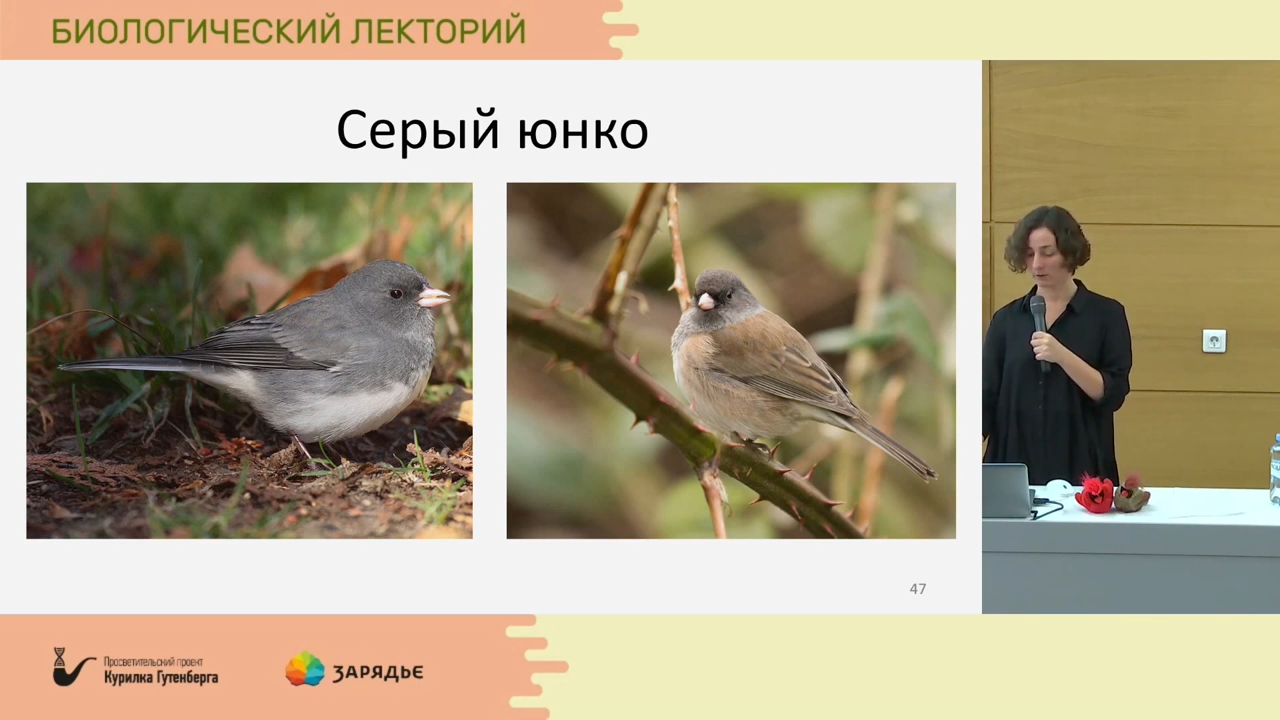 БИОЛОГИЧЕСКИЙ ЛЕКТОРИЙ
Серый юнко
47
Просветительский проект
Курилка Гутенберга
ЗАРЯДЬЕ